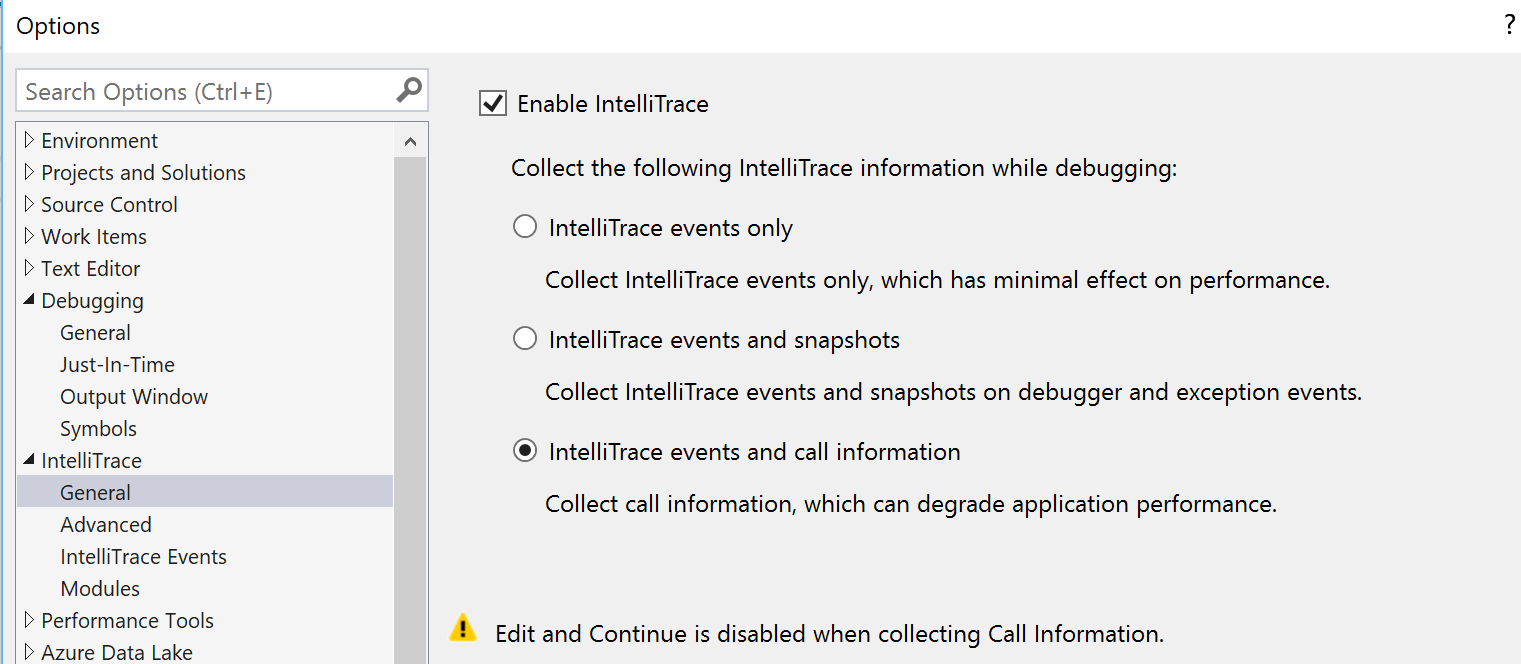 Options
?
Search Options (Ctrl+E)
Environment
Projects and Solutions
Source Control
Work Items
Text Editor
Debugging
General
Just-In-Time
Output Window
Symbols
IntelliTrace
General
Advanced
IntelliTrace Events
Modules
Performance Tools
Azure Data Lake
Enable IntelliTrace
Collect the following IntelliTrace information while debugging:
IntelliTrace events only
Collect IntelliTrace events only, which has minimal effect on performance.
IntelliTrace events and snapshots
Collect IntelliTrace events and snapshots on debugger and exception events.
IntelliTrace events and call information
Collect call information, which can degrade application performance.
Edit and Continue is disabled when collecting Call Information.